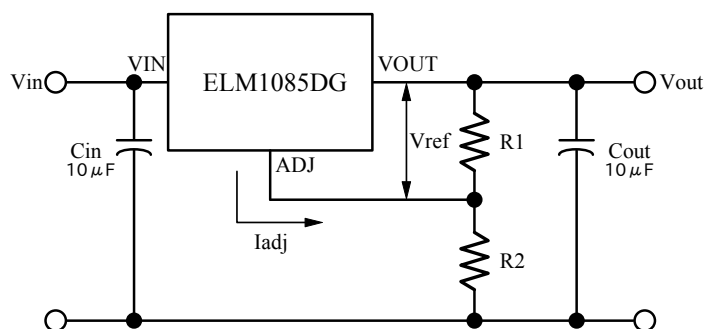 Vin
VIN
ELM1085DG
VOUT
Vout
Cin
10μF
ADJ
Vref
R1
Cout
10μF
Iadj
R2